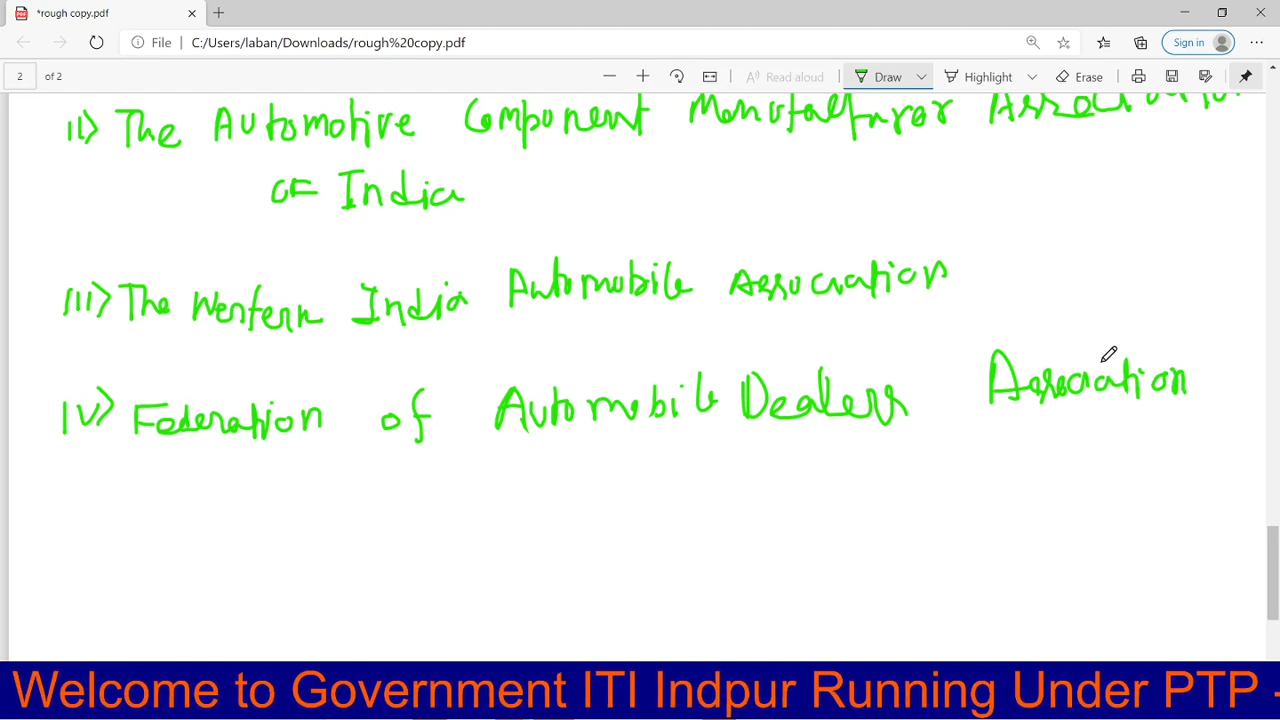 *rough copy.pdf
File C:/Users/laban/Downloads/rough%20copy.pdf Sign in
2 of 2 Read aloud Draw Highlight Erase
II) The Automotive Component Association
of India
III) The Western India Automobile Association
IV) Federation of Automobile Dealers Association
Welcome to Government ITI Indpur Running Under PTP -